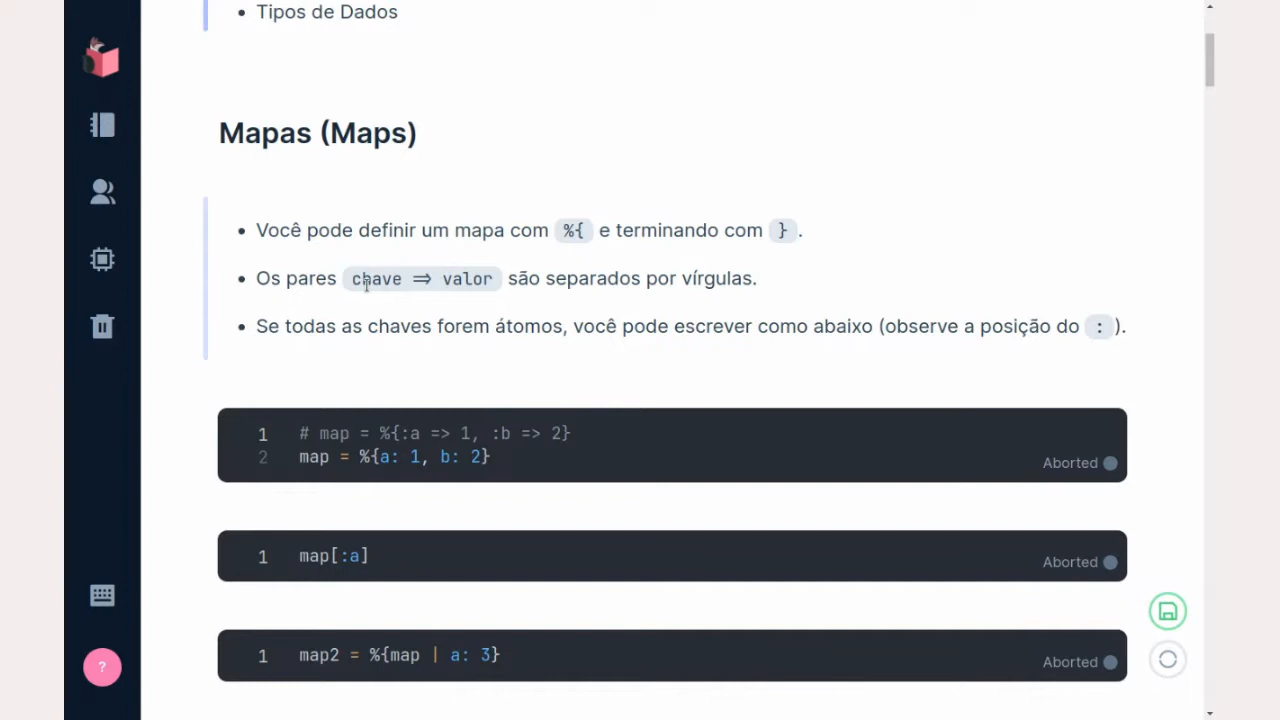 Tipos de Dados
Mapas (Maps)
Você pode definir um mapa com %{ e terminando com }.
Os pares chave => valor são separados por vírgulas.
Se todas as chaves forem átomos, você pode escrever como abaixo (observe a posição do : ).
1 # map = %{:a => 1, :b => 2}
2 map = %{a: 1, b: 2}
Aborted
1 map[:a]
Aborted
1 map2 = %{map | a: 3}
Aborted
?